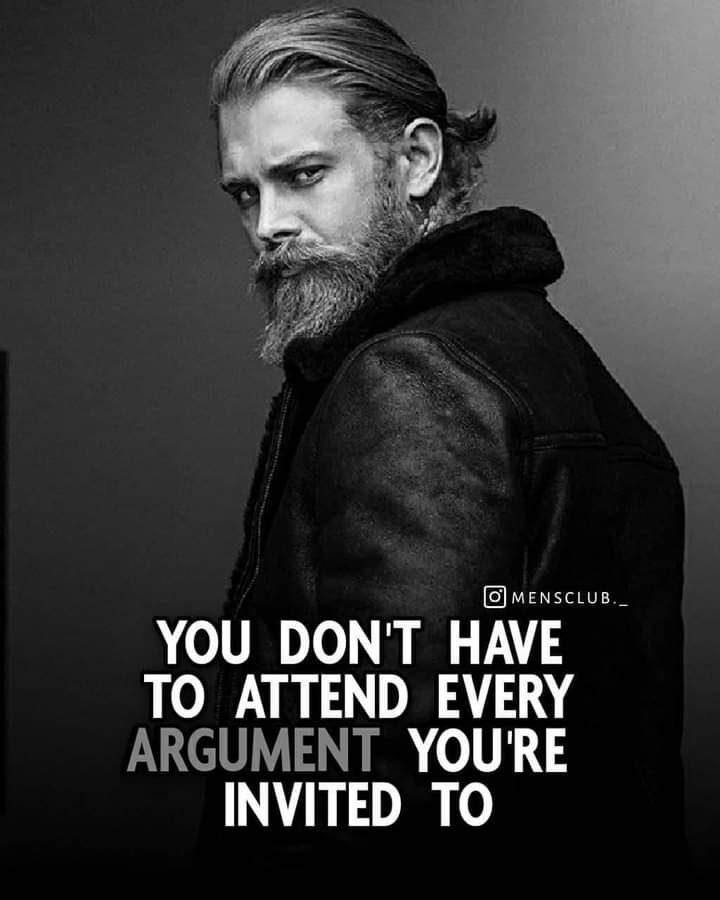 MENSCLUB._
YOU DON'T HAVE
TO ATTEND EVERY
ARGUMENT YOU'RE
INVITED TO